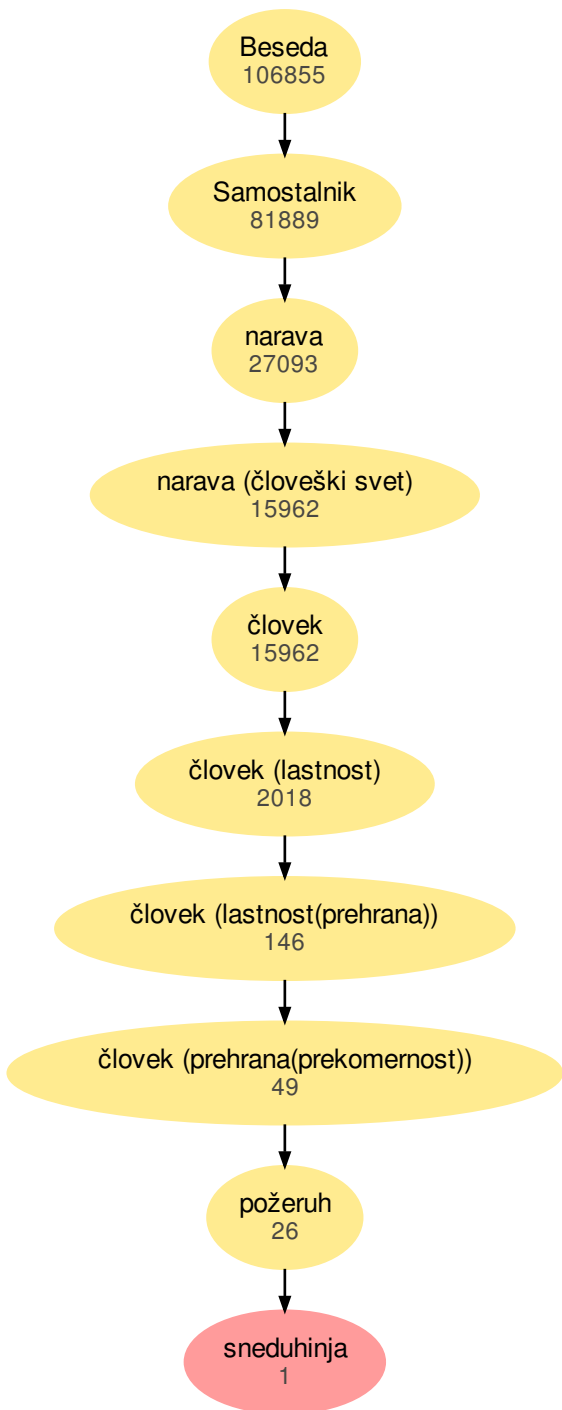 Beseda
106855
Samostalnik
81889
narava
27093
narava (človeški svet)
15962
človek
15962
človek (lastnost)
2018
človek (lastnost(prehrana))
146
človek (prehrana(prekomernost))
49
požeruh
26
sneduhinja
1